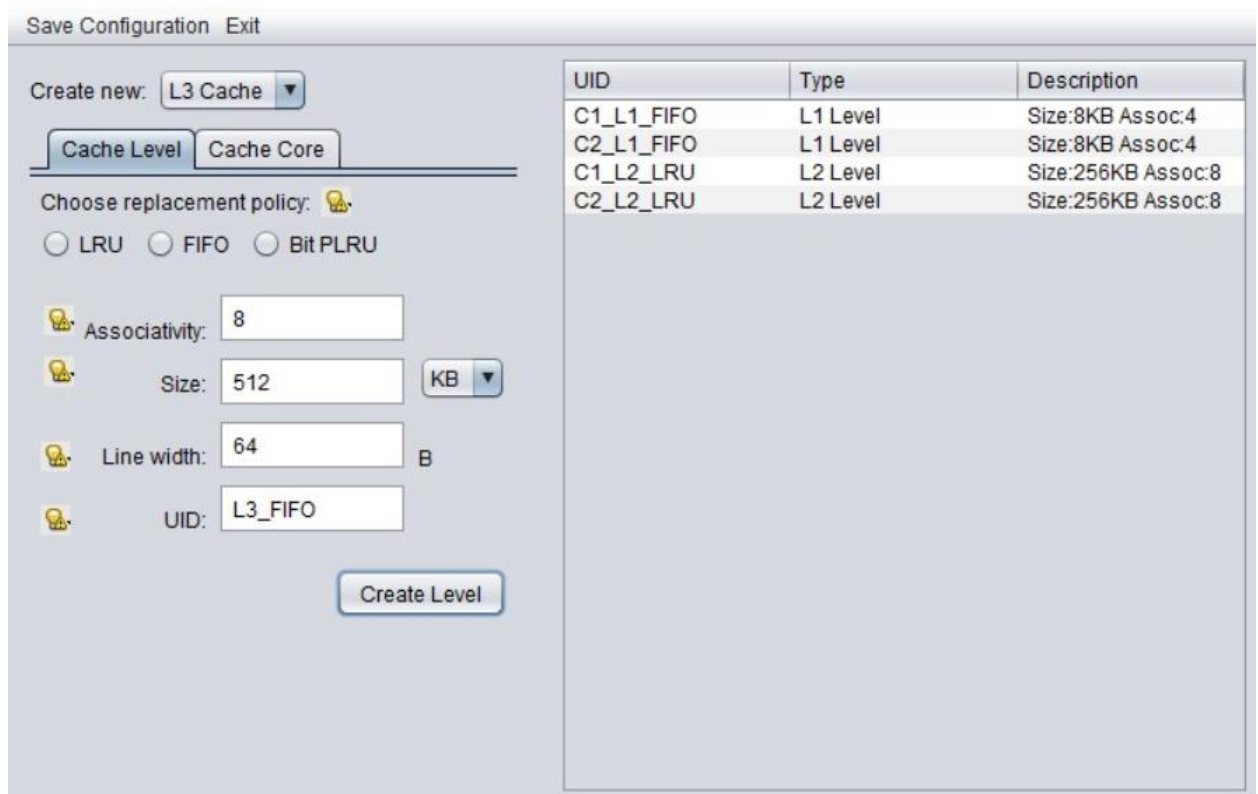 Save Configuration Exit
Create new: L3 Cache
Cache Level Cache Core
Choose replacement policy:
LRU FIFO Bit PLRU
Associativity: 8
Size: 512 KB
Line width: 64 B
UID: L3_FIFO
Create Level
UID Type Description
C1_L1_FIFO L1 Level Size:8KB Assoc:4
C2_L1_FIFO L1 Level Size:8KB Assoc:4
C1_L2_LRU L2 Level Size:256KB Assoc:8
C2_L2_LRU L2 Level Size:256KB Assoc:8